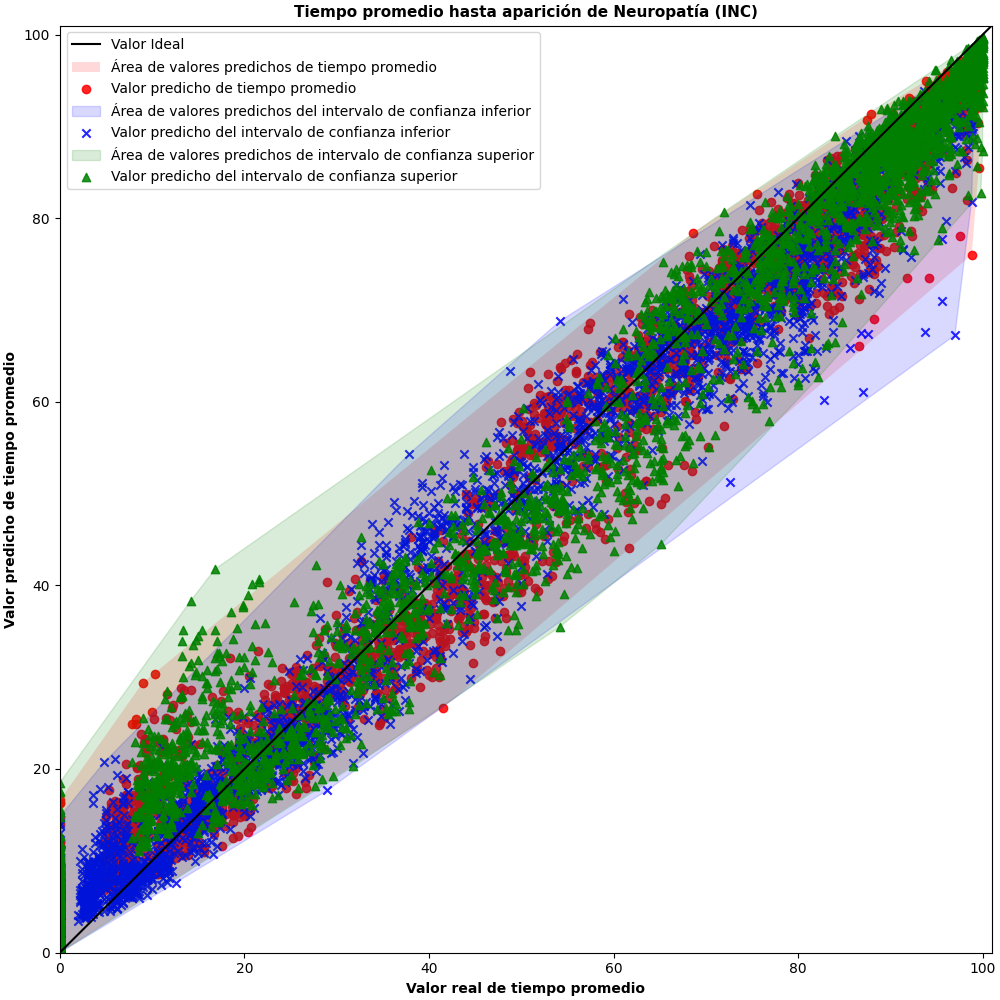 Tiempo promedio hasta aparición de Neuropatía (INC)
Valor Ideal
Área de valores predichos de tiempo promedio
Valor predicho de tiempo promedio
Área de valores predichos del intervalo de confianza inferior
Valor predicho del intervalo de confianza inferior
Área de valores predichos de intervalo de confianza superior
Valor predicho del intervalo de confianza superior
Valor predicho de tiempo promedio
100
80
60
40
20
0
0 20 40 60 80 100
Valor real de tiempo promedio